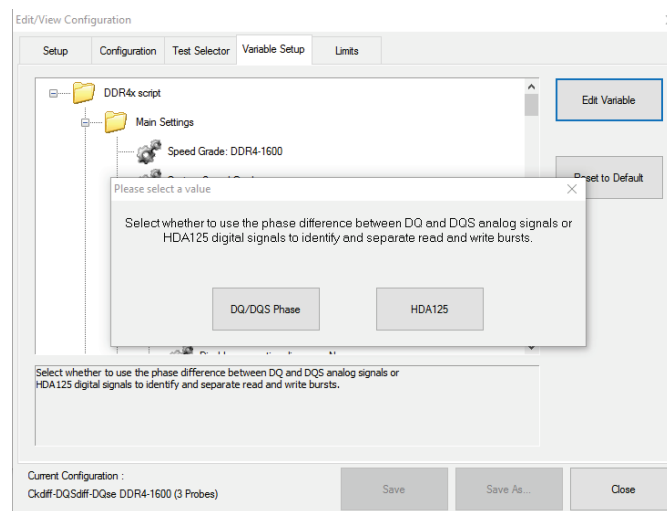 Edit/View Configuration
Setup
Configuration
Test Selector
Variable Setup
Limits
DDR4x script
Edit Variable
Main Settings
Speed Grade: DDR4-1600
Reset to Default
Please select a value
Select whether to use the phase difference between DQ and DQS analog signals or
HDA125 digital signals to identify and separate read and write bursts.
DQ/DQS Phase
HDA125
Select whether to use the phase difference between DQ and DQS analog signals or
HDA125 digital signals to identify and separate read and write bursts.
Current Configuration :
Ckdiff-DQSdiff-DQse DDR4-1600 (3 Probes)
Save
Save As...
Close